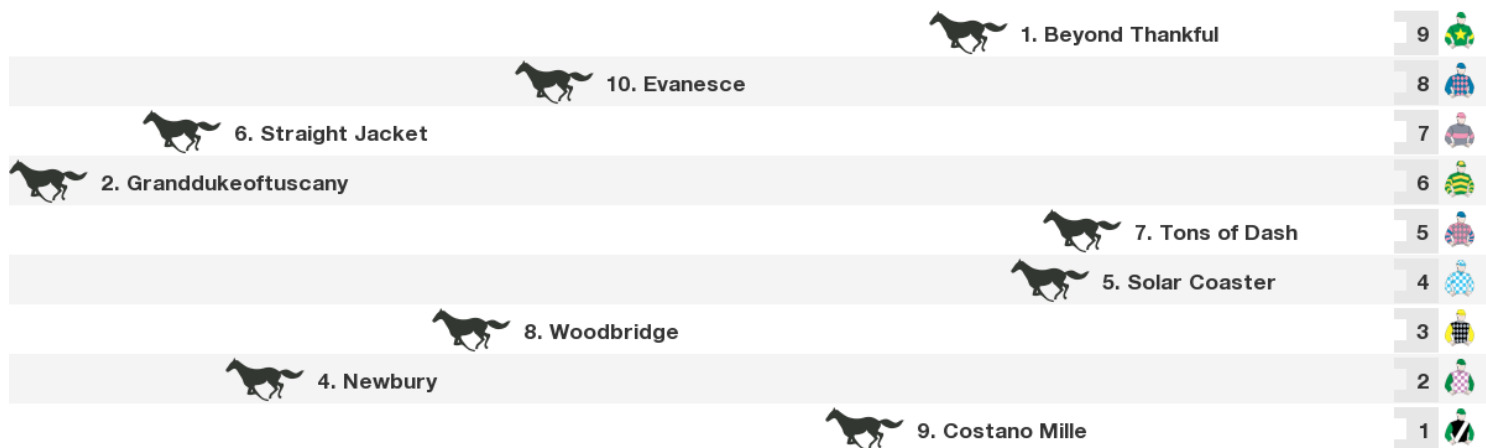 1. Beyond Thankful 9
10. Evanesce 8
6. Straight Jacket 7
2. Granddukeoftuscany 6
7. Tons of Dash 5
5. Solar Coaster 4
8. Woodbridge 3
4. Newbury 2
9. Costano Mille 1